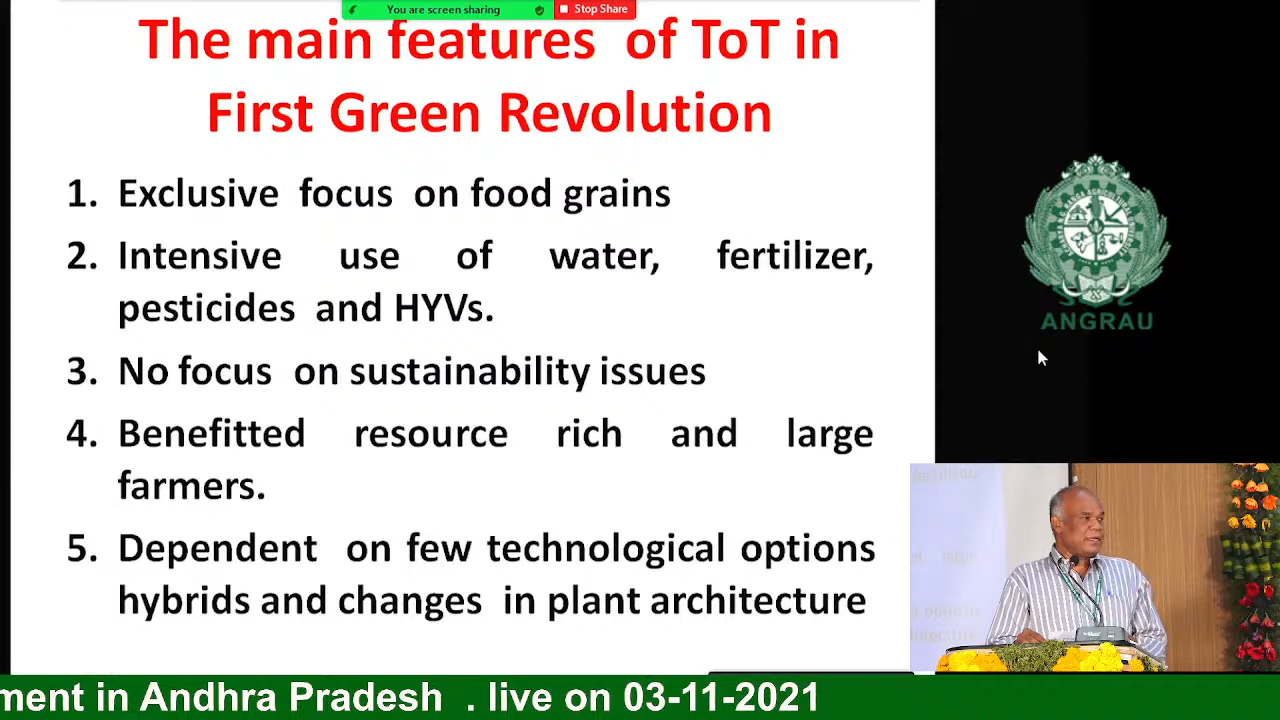 You are screen sharing
Stop Share
The main features of ToT in
First Green Revolution
1. Exclusive focus on food grains
2. Intensive use of water, fertilizer,
pesticides and HYVs.
3. No focus on sustainability issues
4. Benefitted resource rich and large
farmers.
5. Dependent on few technological options
hybrids and changes in plant architecture
ANGRAU
ment in Andhra Pradesh . live on 03-11-2021